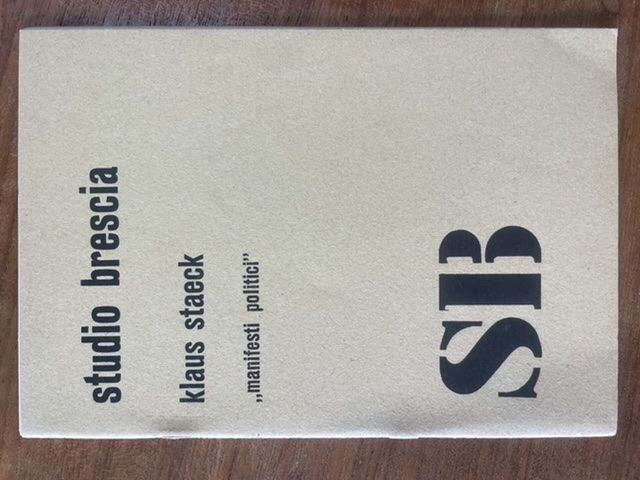 studio brescia
klaus staeck
„manifesti politici”
SB